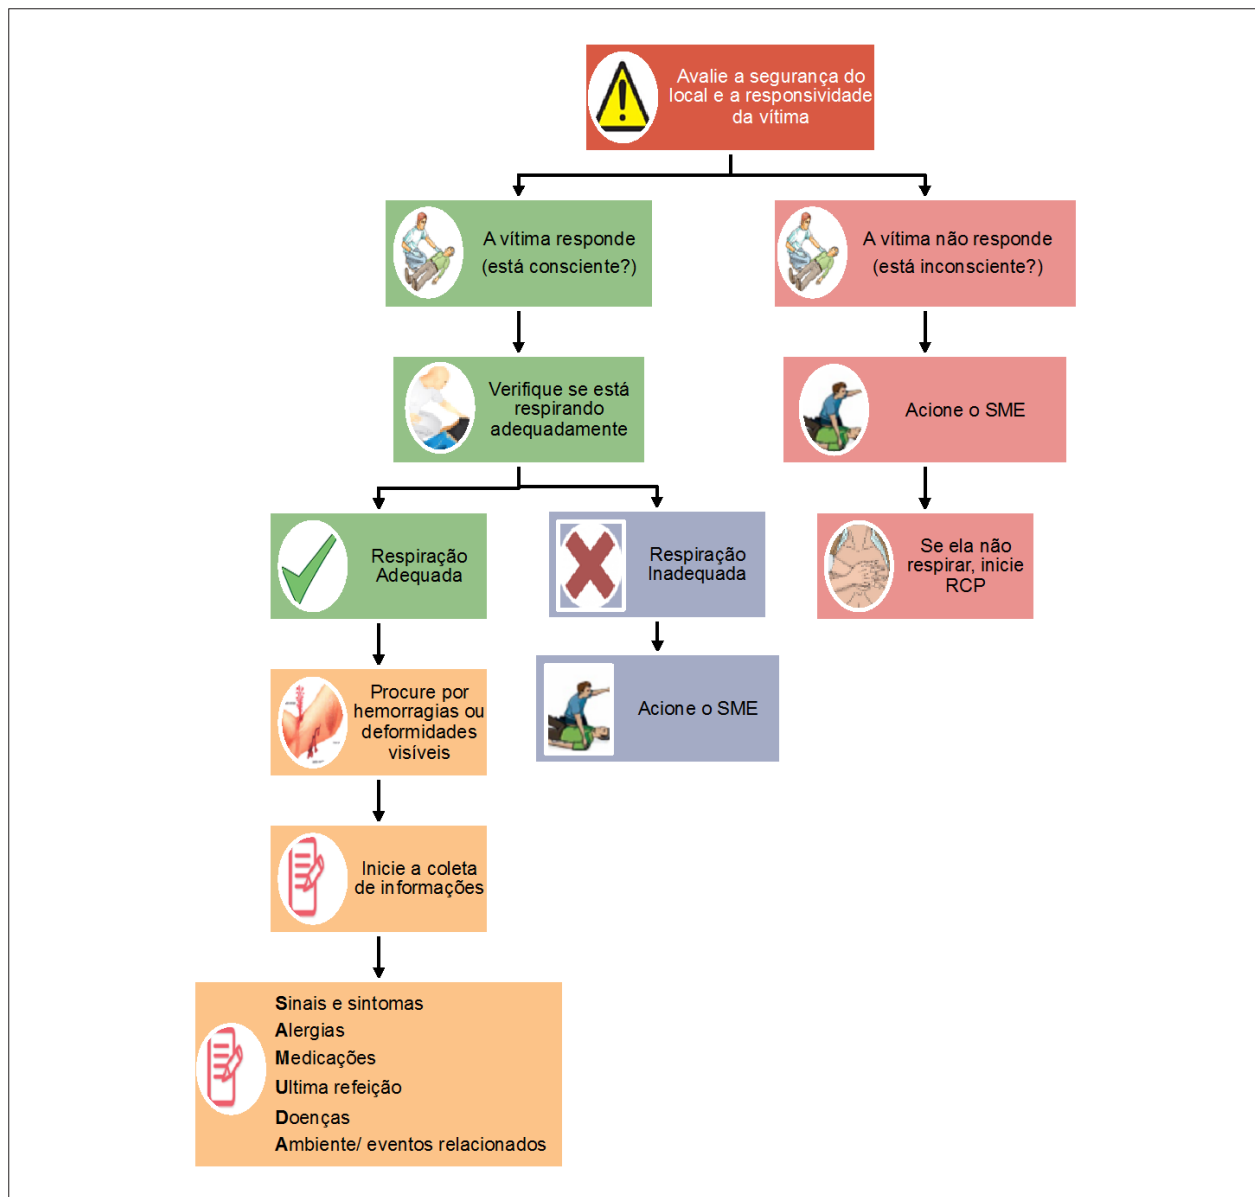 Avalie a segurança do
local e a responsividade
da vítima
A vítima responde
(está consciente?)
A vítima não responde
(está inconsciente?)
Verifique se está
respirando
adequadamente
Acione o SME
Respiração
Adequada
Respiração
Inadequada
Se ela não
respirar, inicie
RCP
Procure por
hemorragias ou
deformidades
visíveis
Acione o SME
Inicie a coleta
de informações
Sinais e sintomas
Alergias
Medicações
Ultima refeição
Doenças
Ambiente/ eventos relacionados